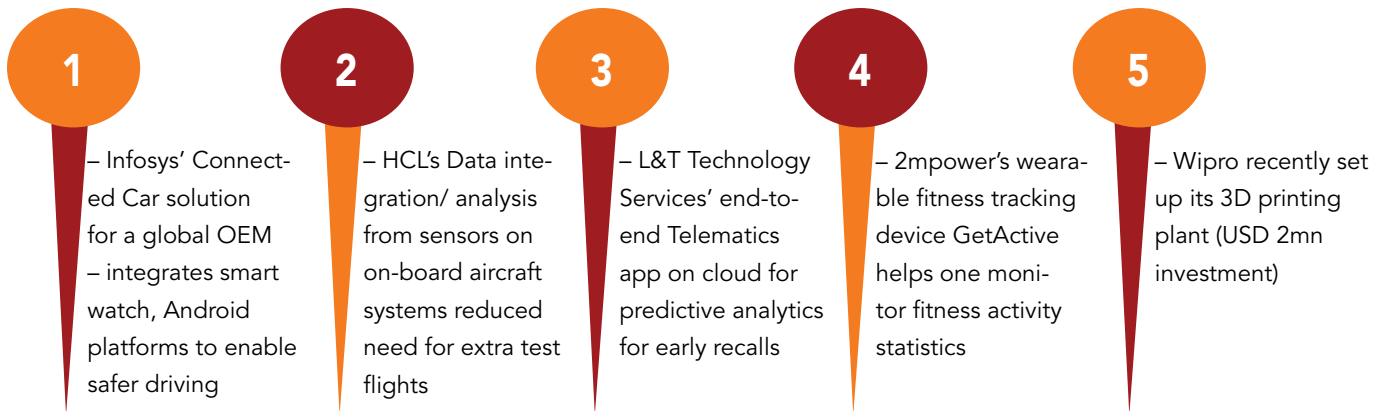 1
– Infosys’ Connect-
ed Car solution
for a global OEM
– integrates smart
watch, Android
platforms to enable
safer driving
2
– HCL’s Data inte-
gration/ analysis
from sensors on
on-board aircraft
systems reduced
need for extra test
flights
3
– L&T Technology
Services’ end-to-
end Telematics
app on cloud for
predictive analytics
for early recalls
4
– 2mpower’s weara-
ble fitness tracking
device GetActive
helps one moni-
tor fitness activity
statistics
5
– Wipro recently set
up its 3D printing
plant (USD 2mn
investment)